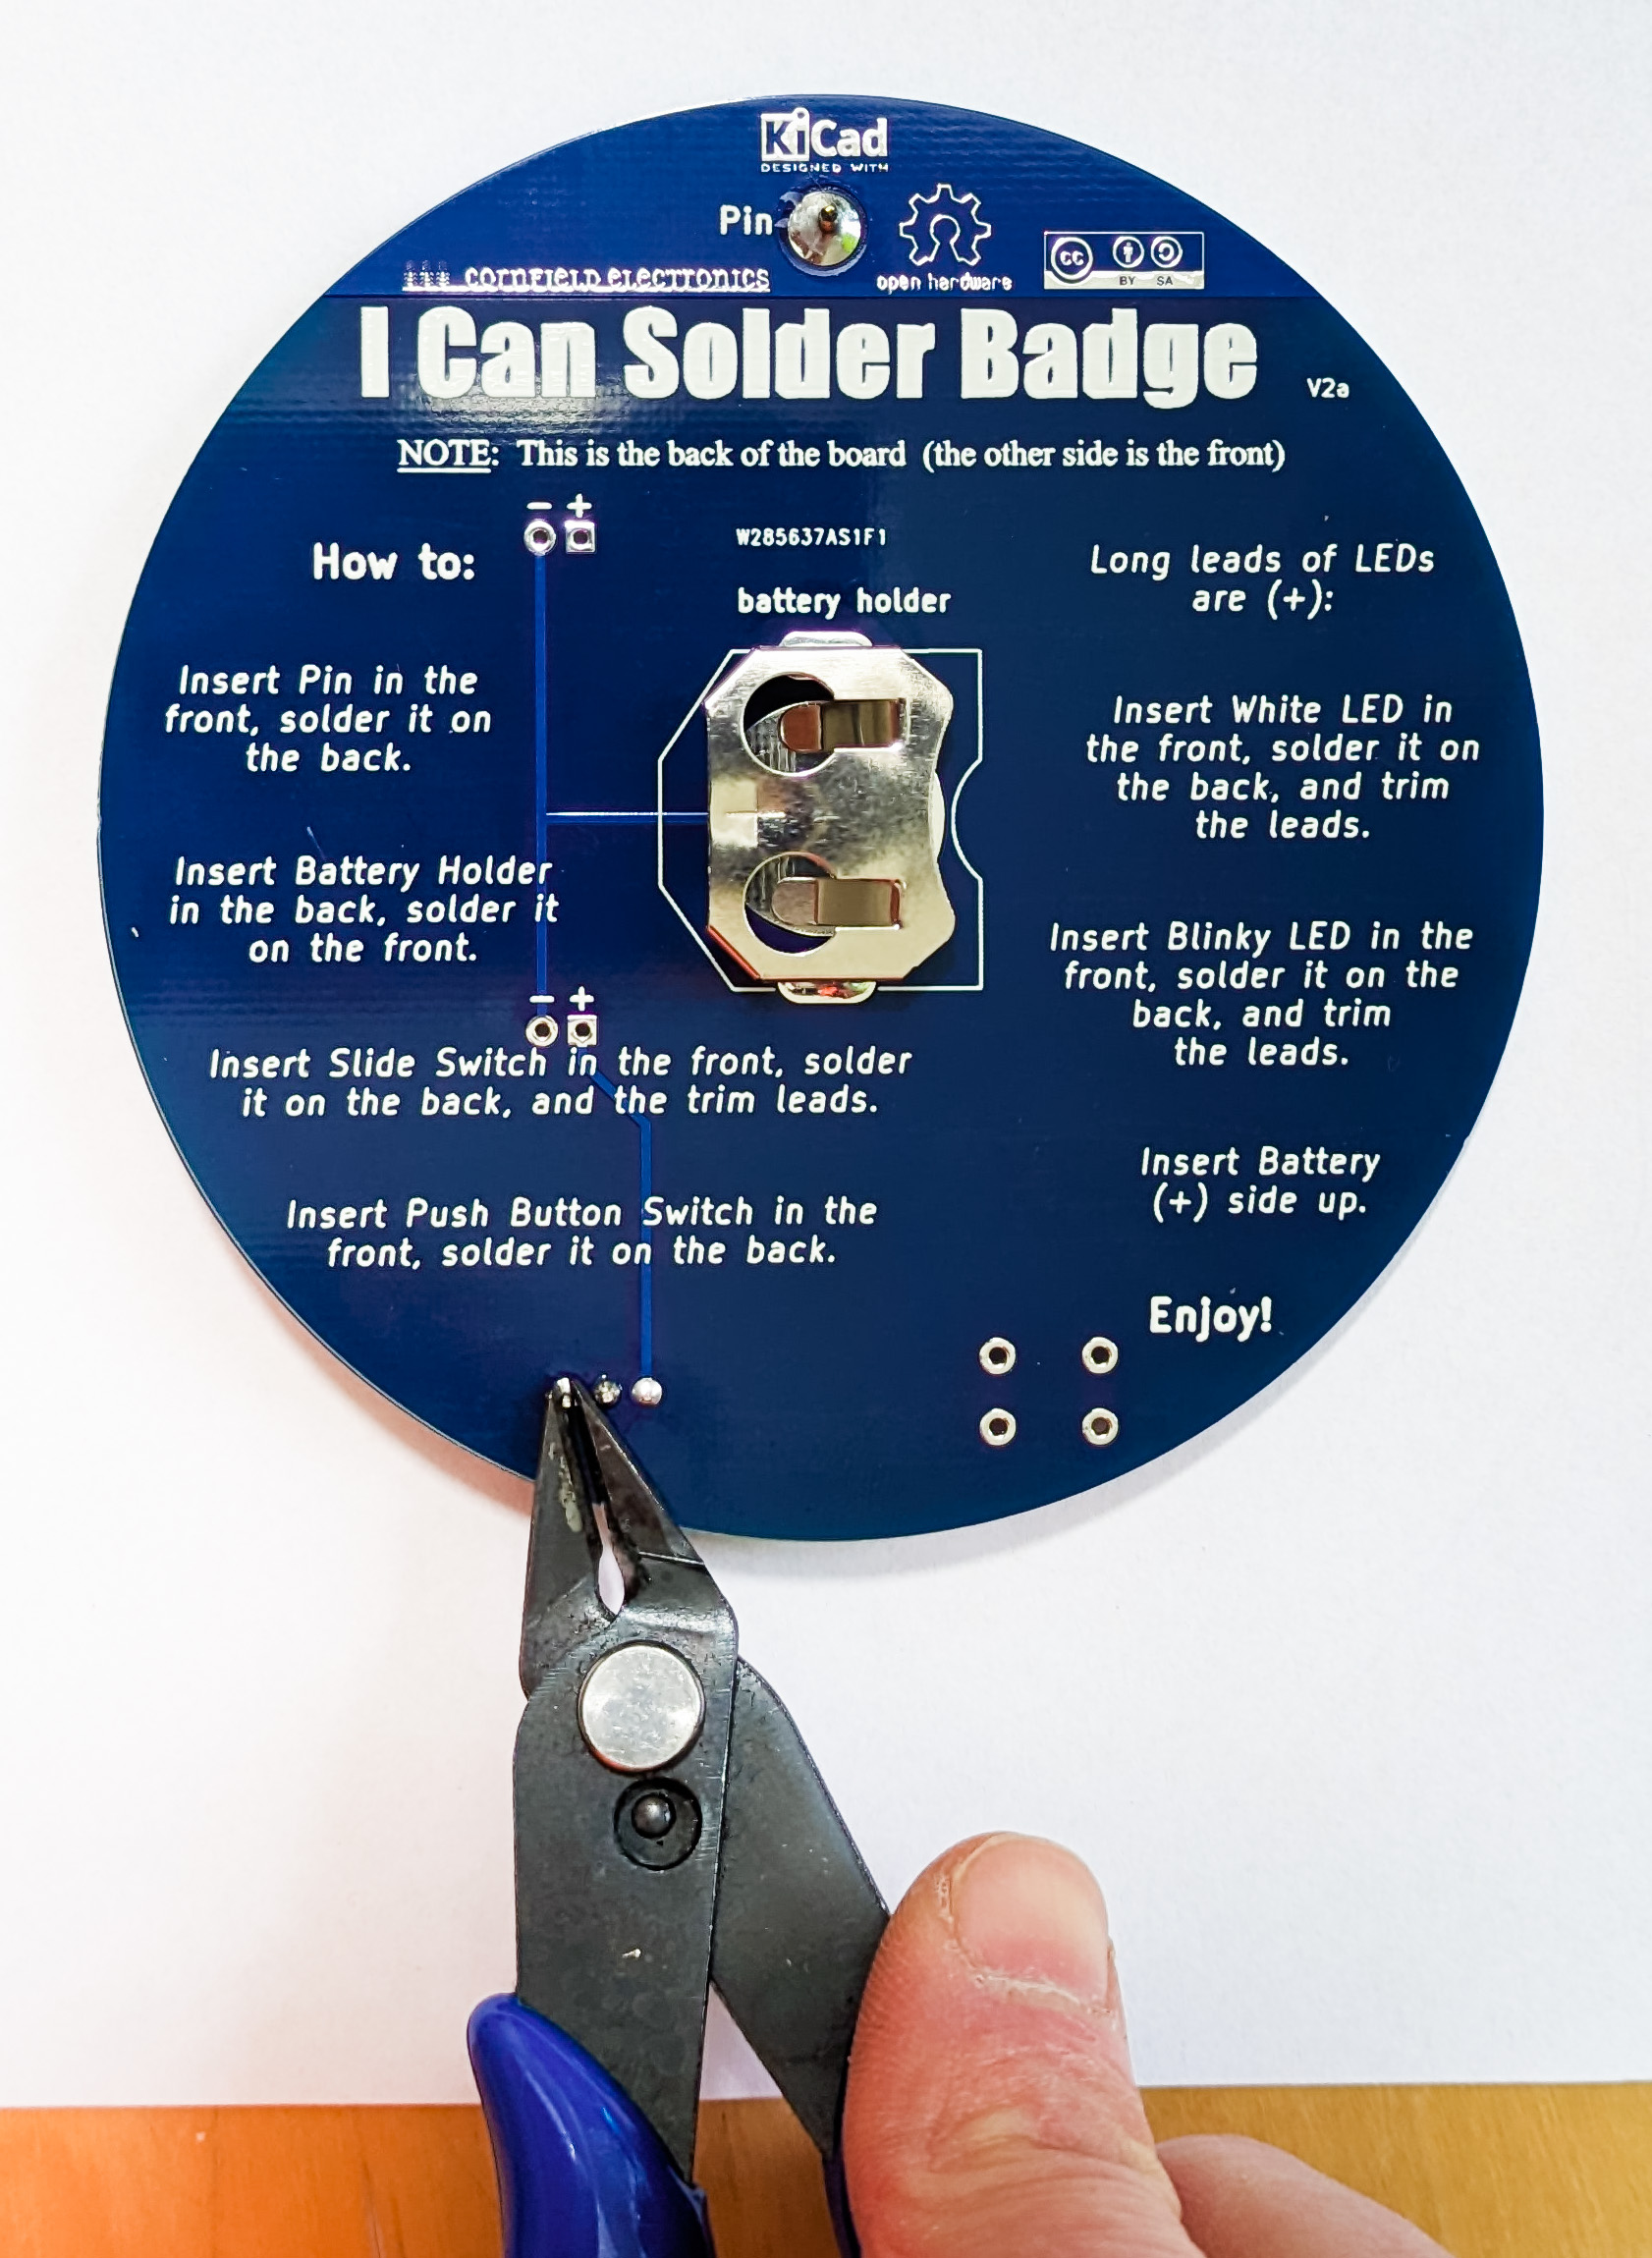 KiCad
DESIGNED WITH
Pin
CORNFIELD ELECTRONICS
open hardware
cc
BY SA
I Can Solder Badge
V2a
NOTE: This is the back of the board (the other side is the front)
− +
W285637AS1F1
How to:
battery holder
Insert Pin in the
front, solder it on
the back.
Insert Battery Holder
in the back, solder it
on the front.
+
− +
Insert Slide Switch in the front, solder
it on the back, and the trim leads.
Insert Push Button Switch in the
front, solder it on the back.
Long leads of LEDs
are (+):
Insert White LED in
the front, solder it on
the back, and trim
the leads.
Insert Blinky LED in the
front, solder it on the
back, and trim
the leads.
Insert Battery
(+) side up.
Enjoy!